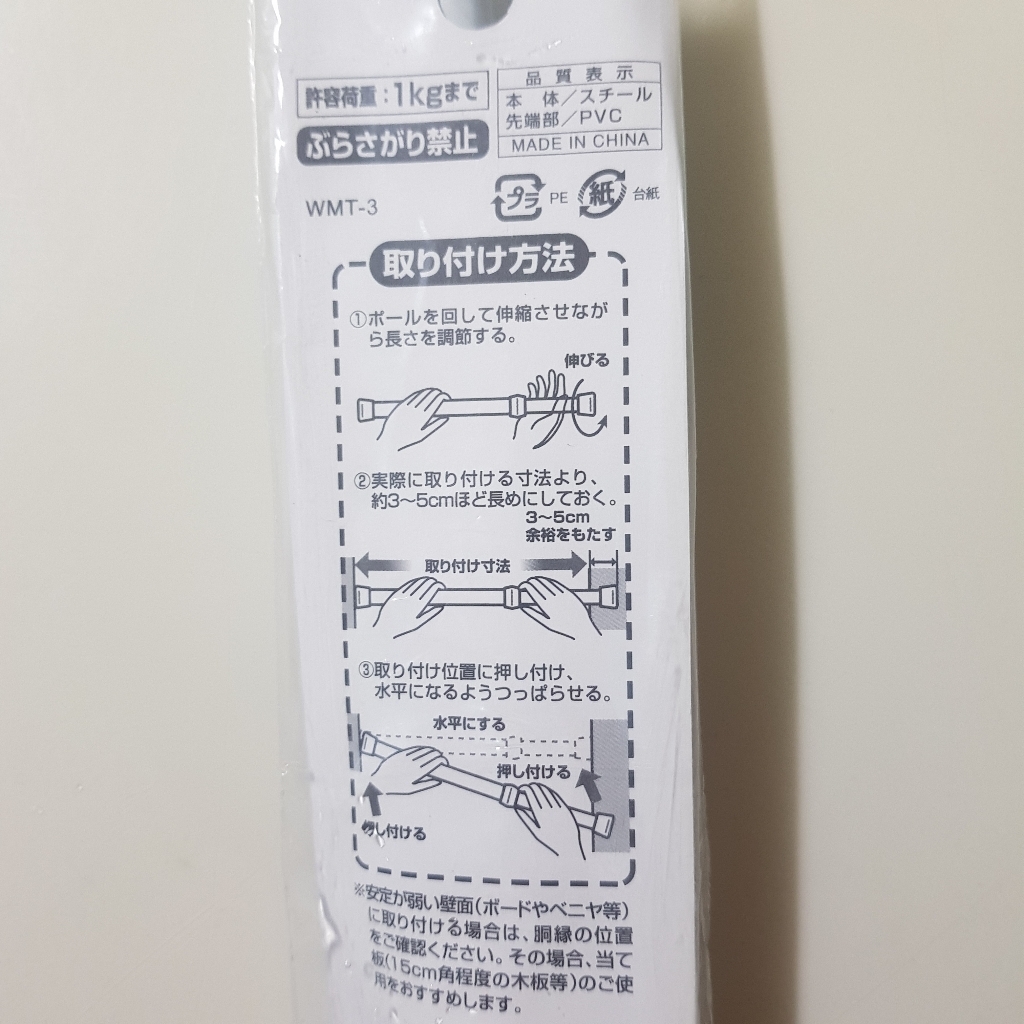 許容荷重：1kgまで
ぶらさがり禁止
品質表示
本　体／スチール
先端部／PVC
MADE IN CHINA
WMT-3
プラ PE 紙 台紙
取り付け方法
①ポールを回して伸縮させなが
ら長さを調節する。
伸びる
②実際に取り付ける寸法より、
約3〜5cmほど長めにしておく。
3〜5cm
余裕をもたす
取り付け寸法
③取り付け位置に押し付け、
水平になるようつっぱらせる。
水平にする
押し付ける
押し付ける
※安定が弱い壁面(ボードやベニヤ等)
に取り付ける場合は、胴縁の位置
をご確認ください。その場合、当て
板(15cm角程度の木板等)のご使
用をおすすめします。